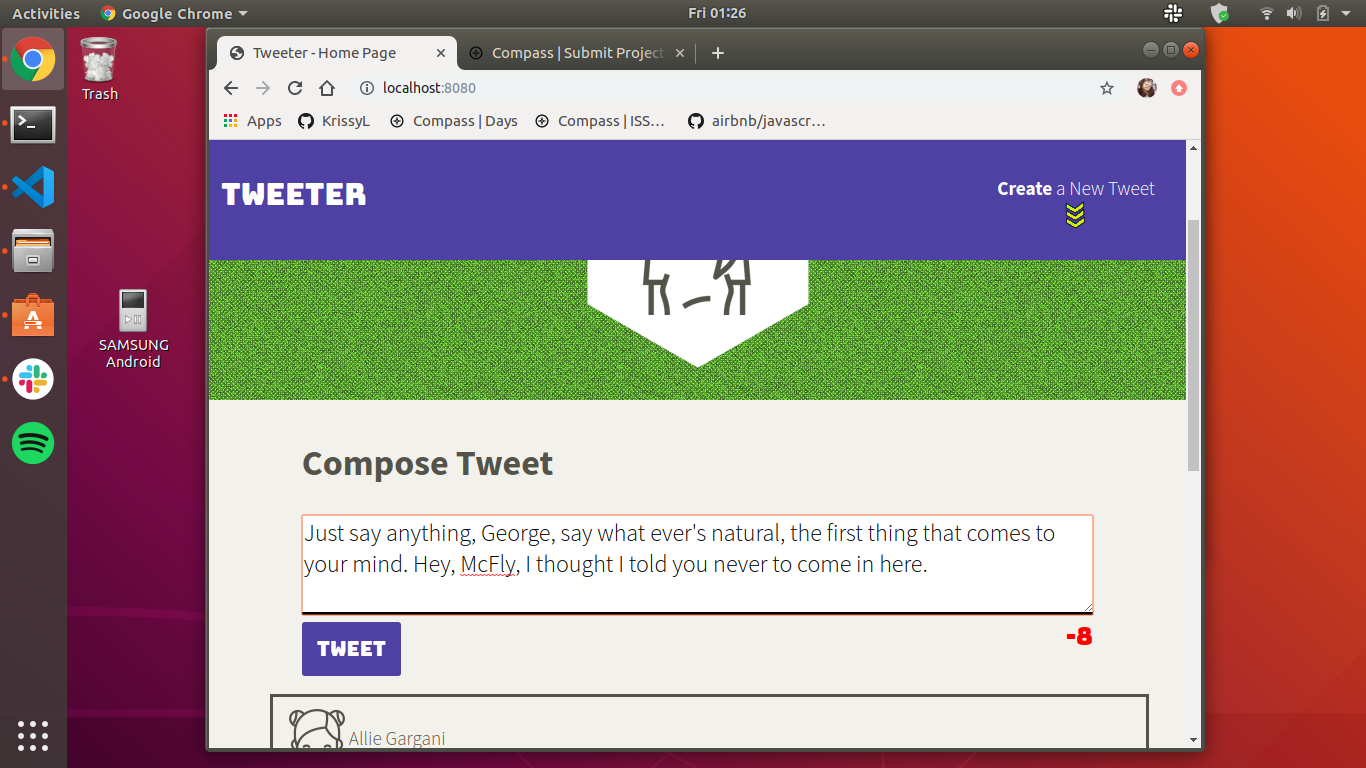 Activities Google Chrome Fri 01:26
Trash
SAMSUNG
Android
Tweeter - Home Page
Compass | Submit Project
localhost:8080
Apps KrissyL Compass | Days Compass | ISS... airbnb/javascr...
TWEETER
Create a New Tweet
Compose Tweet
Just say anything, George, say what ever's natural, the first thing that comes to
your mind. Hey, McFly, I thought I told you never to come in here.
TWEET
-8
Allie Gargani